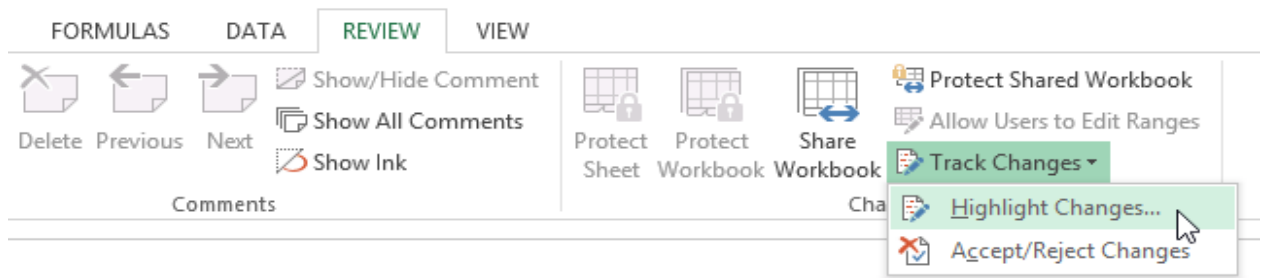 FORMULAS DATA REVIEW VIEW
Delete Previous Next
Show/Hide Comment
Show All Comments
Show Ink
Comments
Protect Sheet
Protect Workbook
Share Workbook
Protect Shared Workbook
Allow Users to Edit Ranges
Track Changes
Cha
Highlight Changes...
Accept/Reject Changes